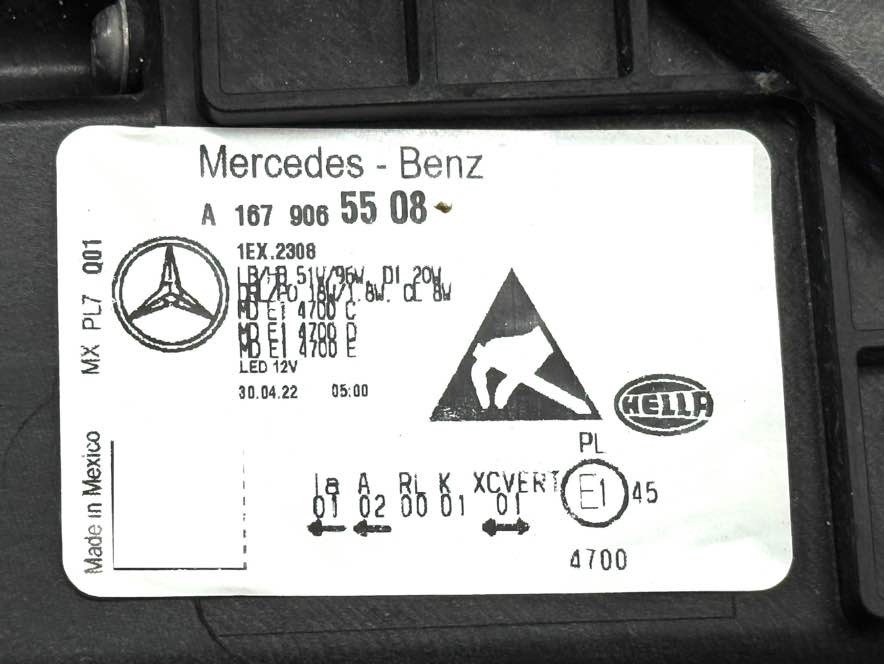 Mercedes - Benz
A 167 906 55 08
MX PL7 Q01
1EX.2308
LB/HB 51W/96W. DI 20W
DRL/PO 18W/1.8W. CL 8W
MD E1 4700 C
MD E1 4700 D
MD E1 4700 E
LED 12V
30.04.22 05:00
HELLA
Made in Mexico
PL
Ia A RL K XCVERT
01 02 00 01 01
E1 45
4700